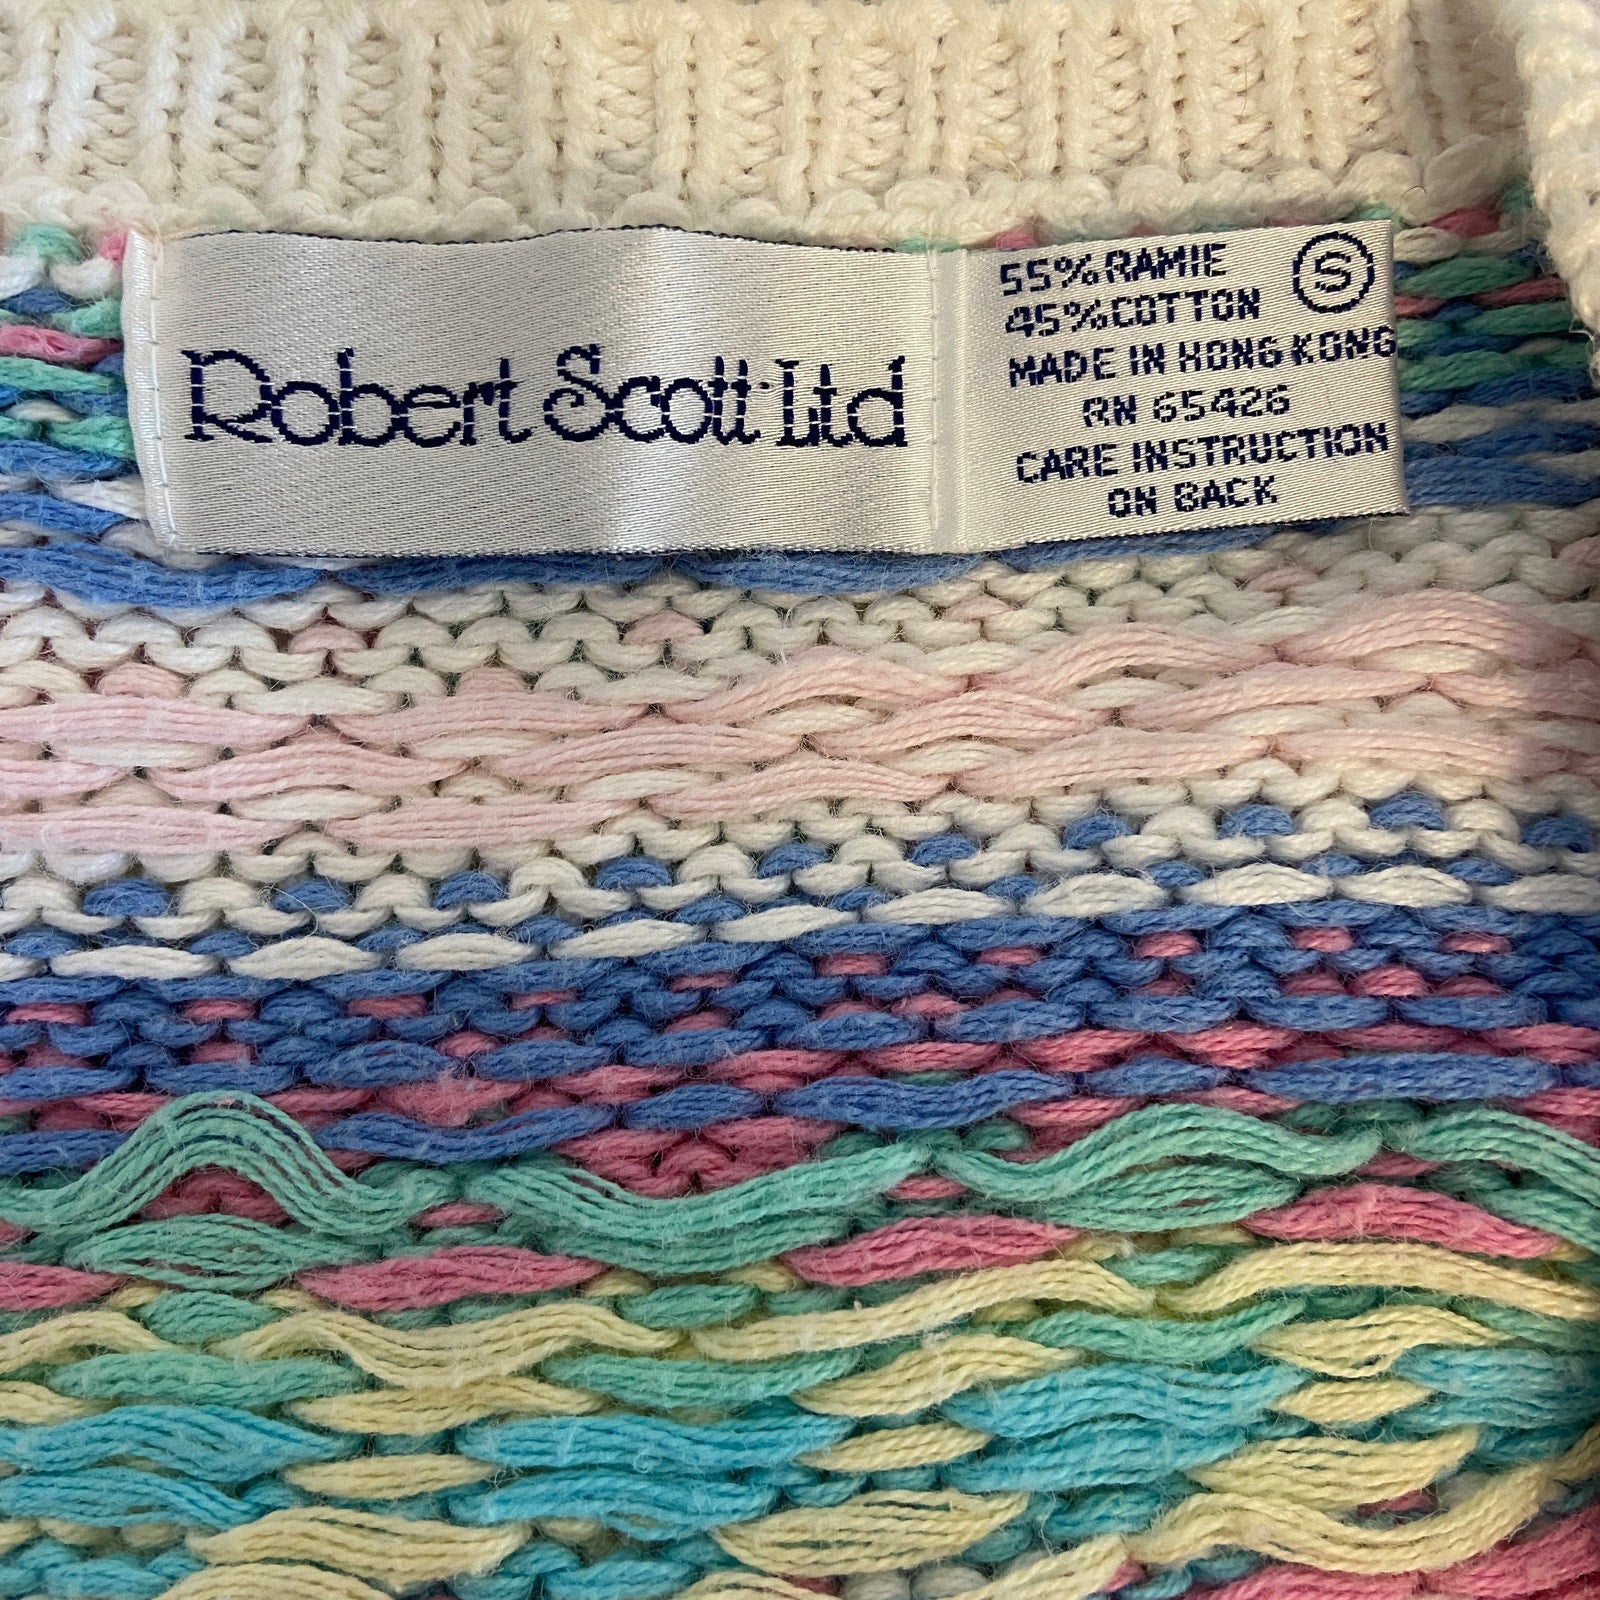 Robert Scott Ltd
55% RAMIE
45% COTTON
S
MADE IN HONG KONG
RN 65426
CARE INSTRUCTION
ON BACK